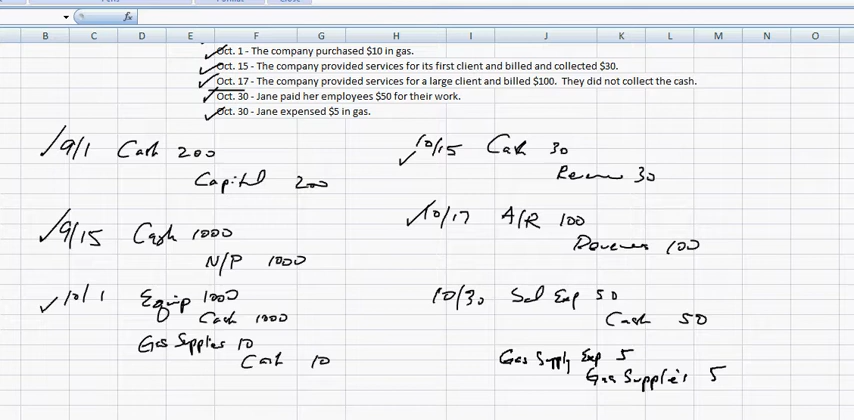 Pens
Format
Close
fx
B C D E F G H I J K L M N O
Oct. 1 - The company purchased $10 in gas.
Oct. 15 - The company provided services for its first client and billed and collected $30.
Oct. 17 - The company provided services for a large client and billed $100. They did not collect the cash.
Oct. 30 - Jane paid her employees $50 for their work.
Oct. 30 - Jane expensed $5 in gas.
9/1 Cash 200
Capital 200
9/15 Cash 1000
N/P 1000
10/1 Equip 1000
Cash 1000
Gas Supplies 10
Cash 10
10/15 Cash 30
Revenue 30
10/17 A/R 100
Revenue 100
10/30 Sal Exp 50
Cash 50
Gas Supply Exp 5
Gas Supplies 5